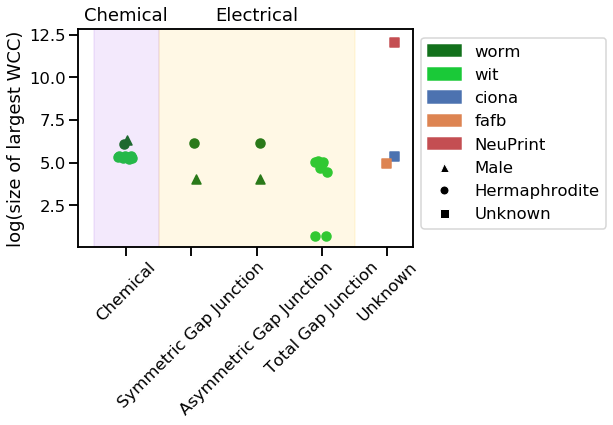 Chemical
Electrical
log(size of largest WCC)
12.5
10.0
7.5
5.0
2.5
Chemical
Symmetric Gap Junction
Asymmetric Gap Junction
Total Gap Junction
Unknown
worm
wit
ciona
fafb
NeuPrint
Male
Hermaphrodite
Unknown